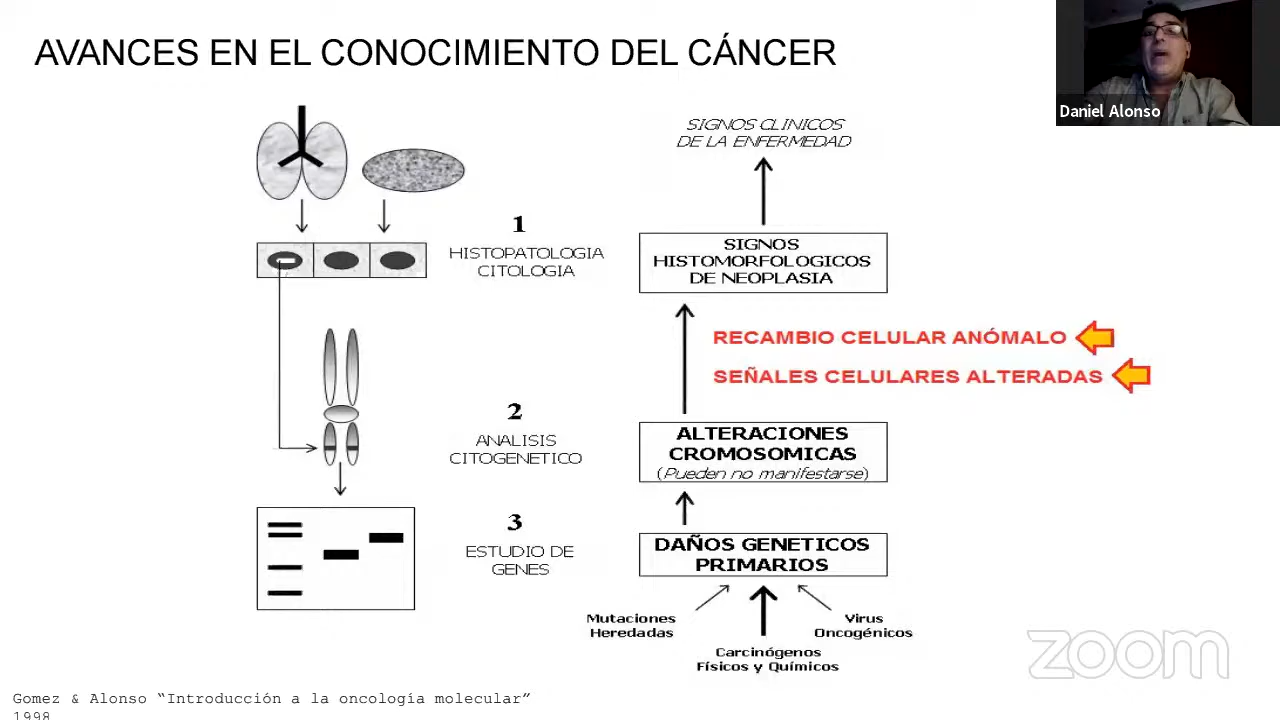 AVANCES EN EL CONOCIMIENTO DEL CÁNCER
Daniel Alonso
1
HISTOPATOLOGIA
CITOLOGIA
2
ANALISIS
CITOGENETICO
3
ESTUDIO DE
GENES
SIGNOS CLINICOS
DE LA ENFERMEDAD
SIGNOS
HISTOMORFOLOGICOS
DE NEOPLASIA
RECAMBIO CELULAR ANÓMALO
SEÑALES CELULARES ALTERADAS
ALTERACIONES
CROMOSOMICAS
(Pueden no manifestarse)
DAÑOS GENETICOS
PRIMARIOS
Mutaciones
Heredadas
Virus
Oncogénicos
Carcinógenos
Físicos y Químicos
zoom
Gomez & Alonso “Introducción a la oncología molecular”
1998